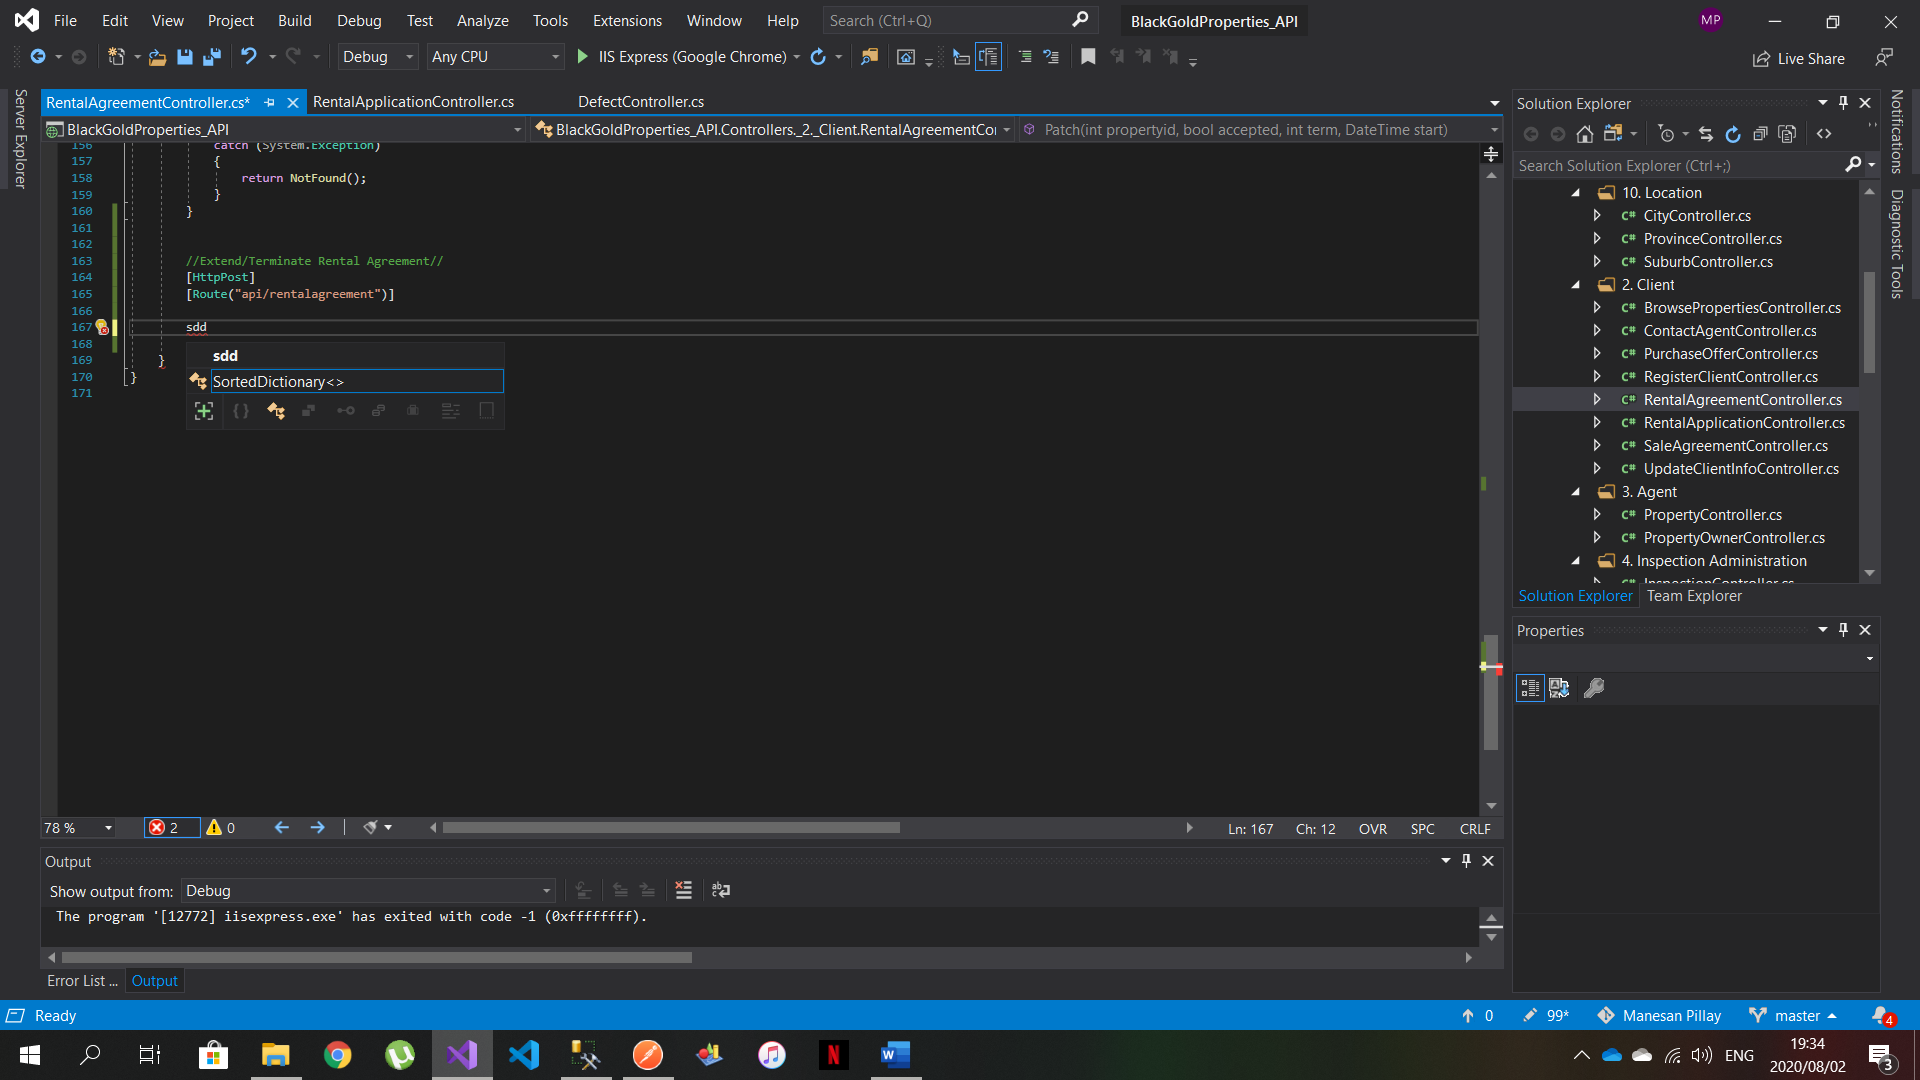 File Edit View Project Build Debug Test Analyze Tools Extensions Window Help Search (Ctrl+Q) BlackGoldProperties_API MP
Debug Any CPU IIS Express (Google Chrome) Live Share
Server Explorer
RentalAgreementController.cs* RentalApplicationController.cs DefectController.cs
BlackGoldProperties_API BlackGoldProperties_API.Controllers._2._Client.RentalAgreementCo Patch(int propertyid, bool accepted, int term, DateTime start)
156 catch (System.Exception)
157 {
158 return NotFound();
159 }
160 }
161
162
163 //Extend/Terminate Rental Agreement//
164 [HttpPost]
165 [Route("api/rentalagreement")]
166
167 sdd
168
169 }
170 }
171
sdd
SortedDictionary<>
78 % 2 0 Ln: 167 Ch: 12 OVR SPC CRLF
Output
Show output from: Debug
The program '[12772] iisexpress.exe' has exited with code -1 (0xffffffff).
Error List ... Output
Solution Explorer
Search Solution Explorer (Ctrl+;)
10. Location
C# CityController.cs
C# ProvinceController.cs
C# SuburbController.cs
2. Client
C# BrowsePropertiesController.cs
C# ContactAgentController.cs
C# PurchaseOfferController.cs
C# RegisterClientController.cs
C# RentalAgreementController.cs
C# RentalApplicationController.cs
C# SaleAgreementController.cs
C# UpdateClientInfoController.cs
3. Agent
C# PropertyController.cs
C# PropertyOwnerController.cs
4. Inspection Administration
C# InspectionController.cs
Solution Explorer Team Explorer
Properties
Notifications
Diagnostic Tools
Ready 0 99* Manesan Pillay master 4
ENG 19:34
2020/08/02 3